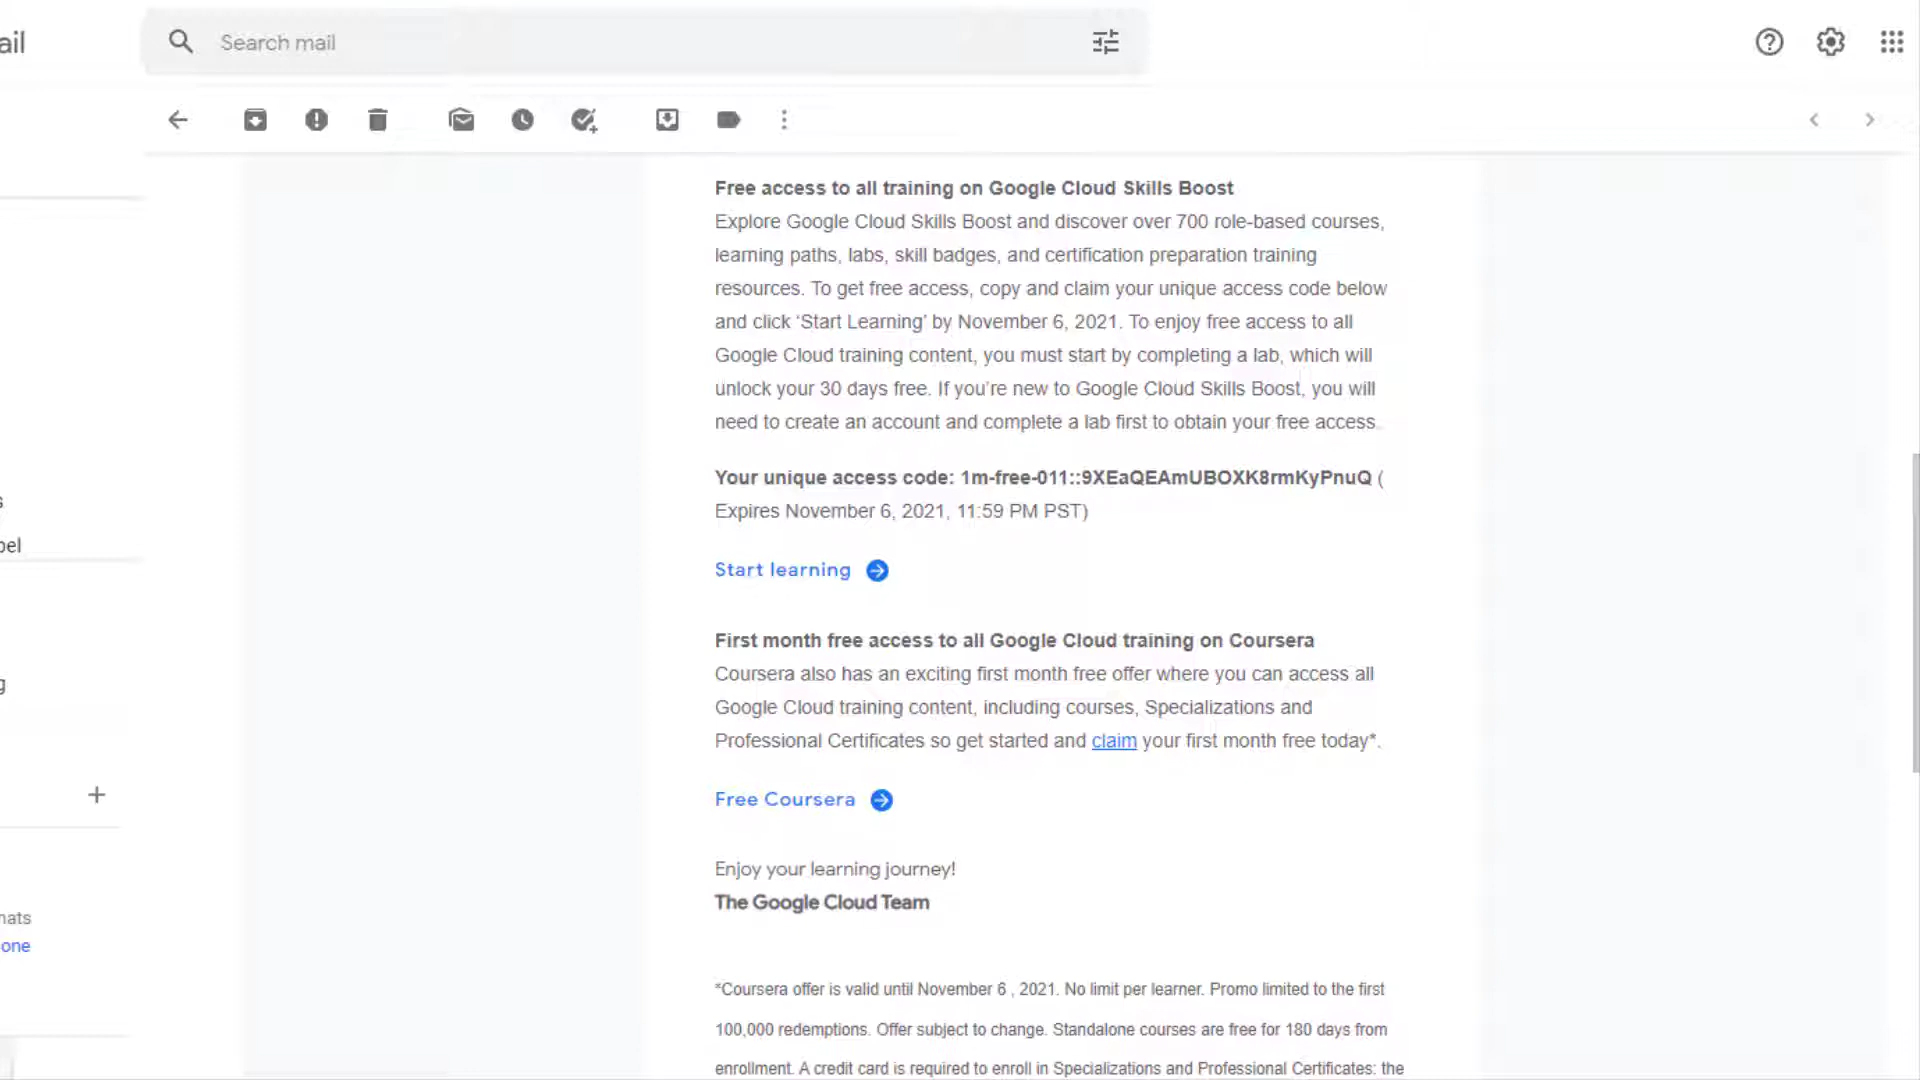 ail
Search mail
Free access to all training on Google Cloud Skills Boost
Explore Google Cloud Skills Boost and discover over 700 role-based courses,
learning paths, labs, skill badges, and certification preparation training
resources. To get free access, copy and claim your unique access code below
and click ‘Start Learning’ by November 6, 2021. To enjoy free access to all
Google Cloud training content, you must start by completing a lab, which will
unlock your 30 days free. If you’re new to Google Cloud Skills Boost, you will
need to create an account and complete a lab first to obtain your free access.
Your unique access code: 1m-free-011::9XEaQEAmUBOXK8rmKyPnuQ (
Expires November 6, 2021, 11:59 PM PST)
s
bel
Start learning
First month free access to all Google Cloud training on Coursera
Coursera also has an exciting first month free offer where you can access all
g
Google Cloud training content, including courses, Specializations and
Professional Certificates so get started and claim your first month free today*.
Free Coursera
Enjoy your learning journey!
The Google Cloud Team
hats
one
*Coursera offer is valid until November 6 , 2021. No limit per learner. Promo limited to the first
100,000 redemptions. Offer subject to change. Standalone courses are free for 180 days from
enrollment. A credit card is required to enroll in Specializations and Professional Certificates: the